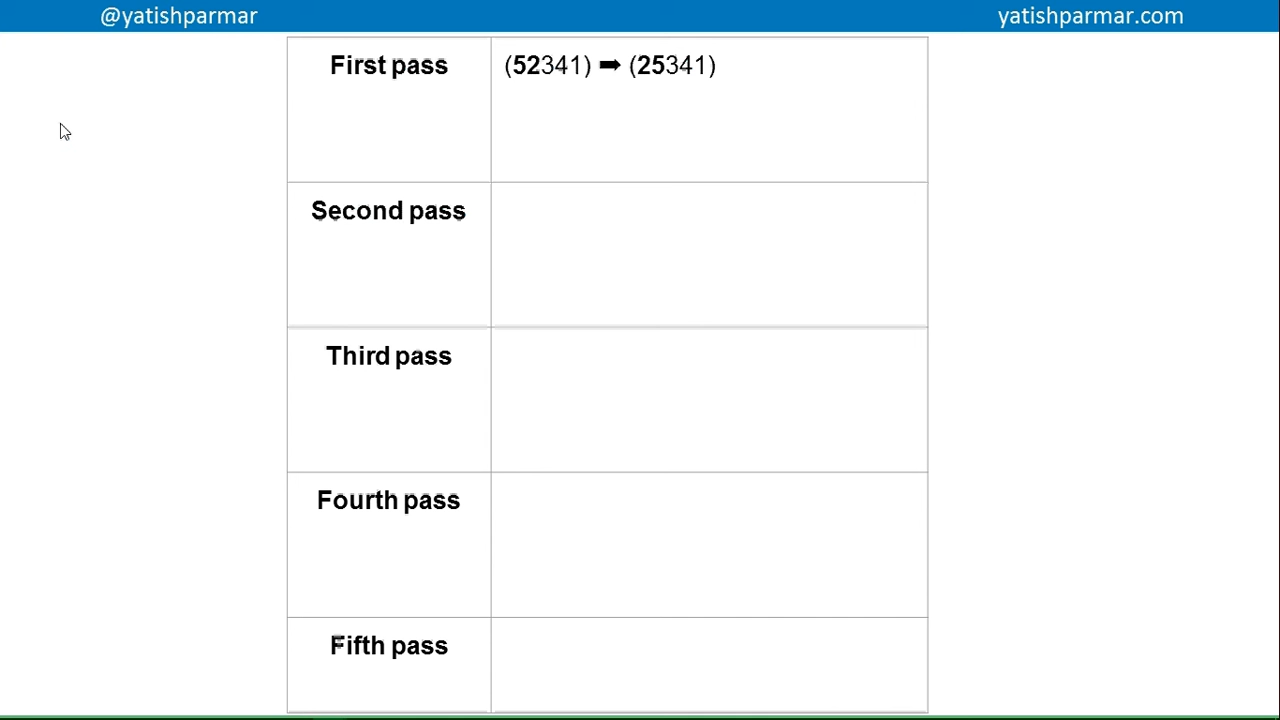 @yatishparmar yatishparmar.com
First pass (52341) ➡ (25341)
Second pass
Third pass
Fourth pass
Fifth pass